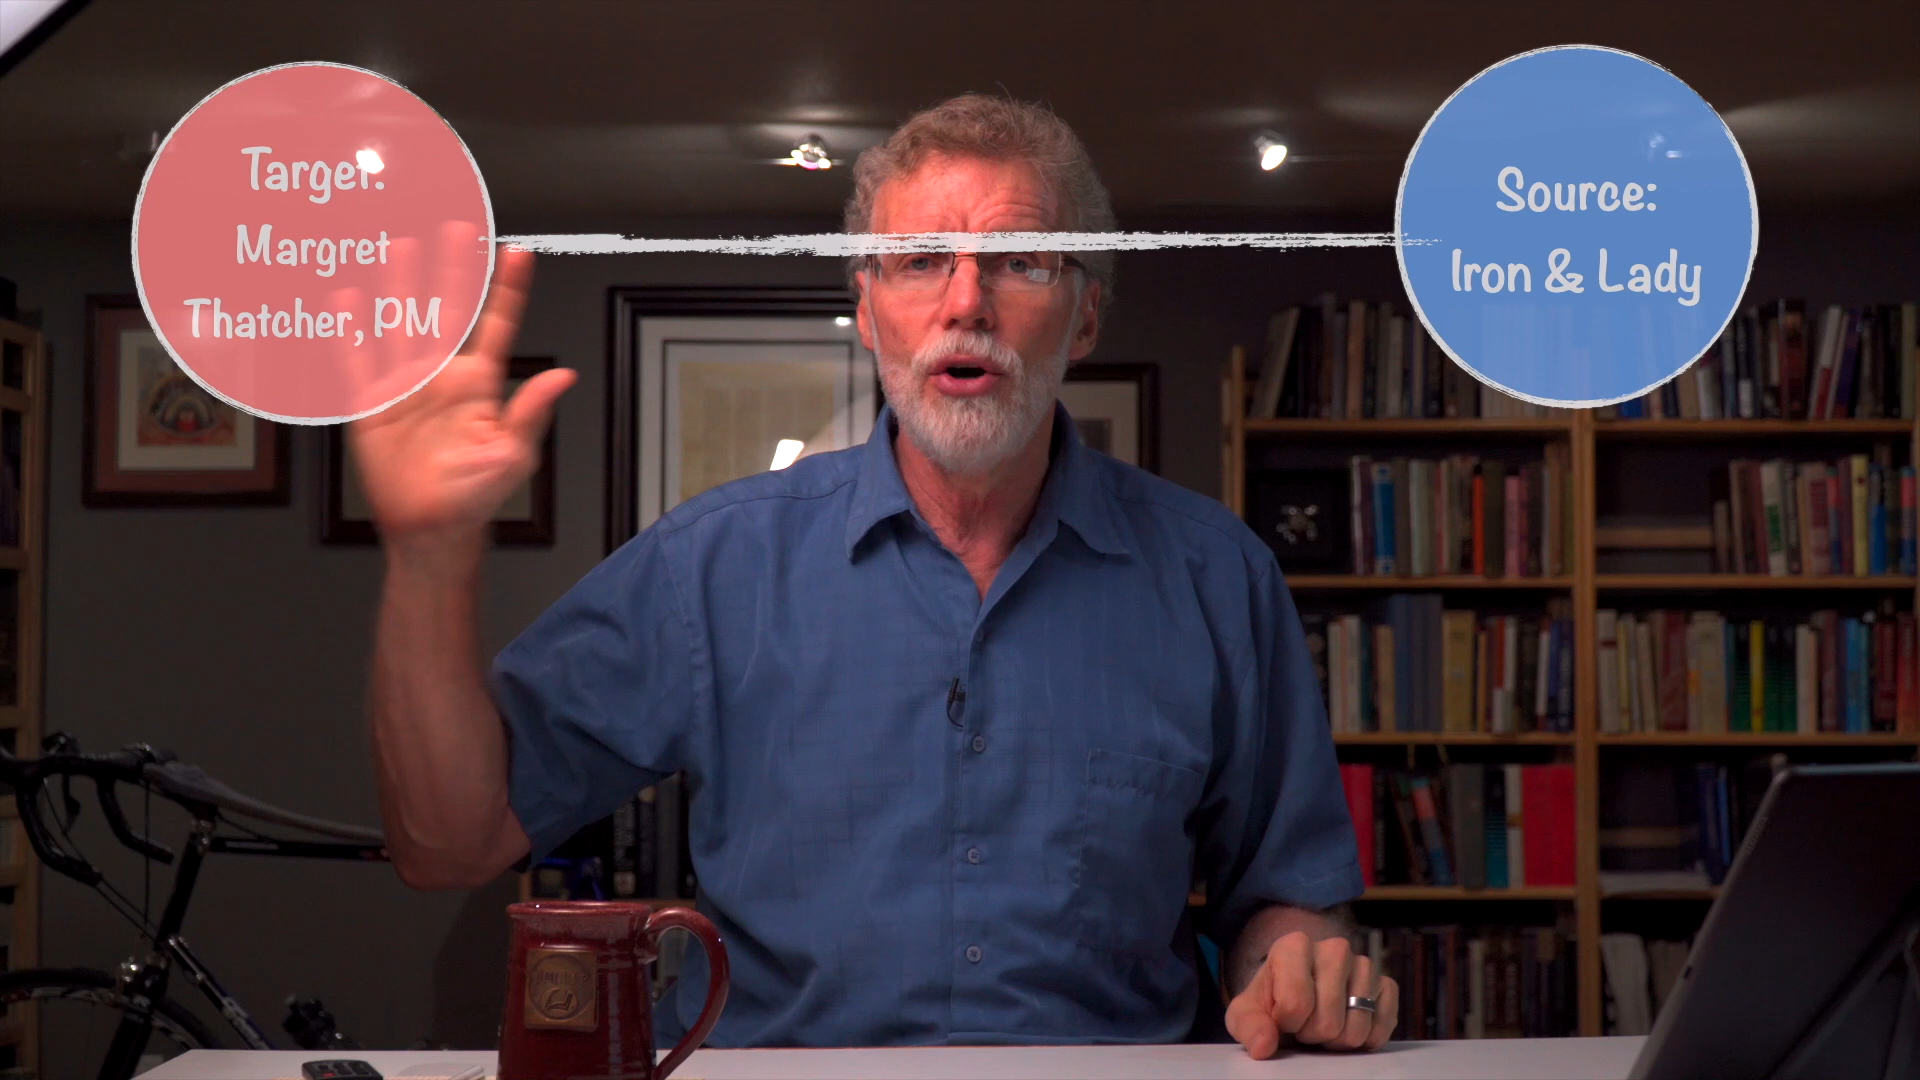 Target:
Margret
Thatcher, PM
Source:
Iron & Lady